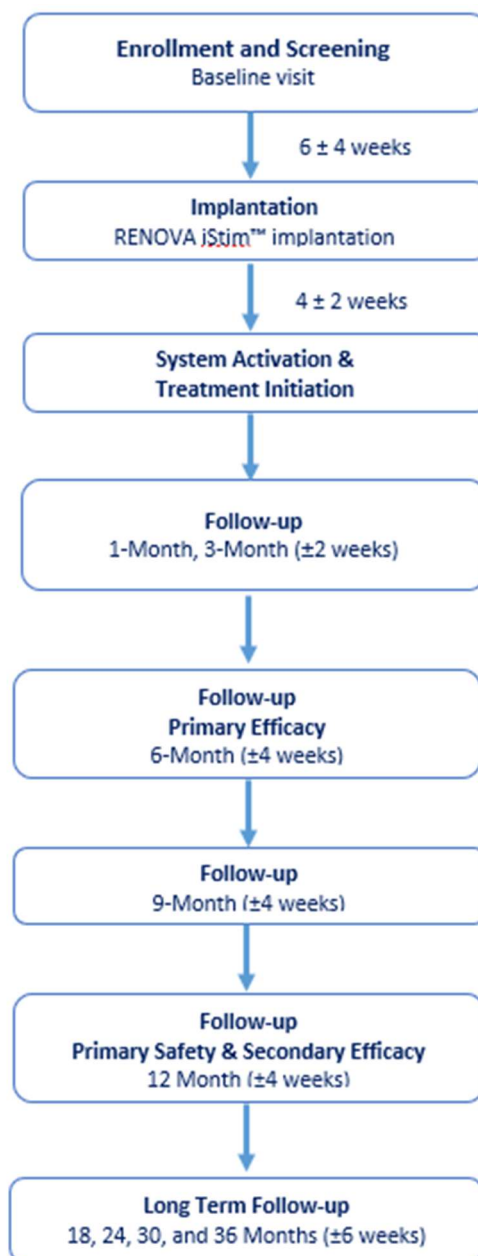 Enrollment and Screening
Baseline visit
6 ± 4 weeks
Implantation
RENOVA iStim™ implantation
4 ± 2 weeks
System Activation &
Treatment Initiation
Follow-up
1-Month, 3-Month (±2 weeks)
Follow-up
Primary Efficacy
6-Month (±4 weeks)
Follow-up
9-Month (±4 weeks)
Follow-up
Primary Safety & Secondary Efficacy
12 Month (±4 weeks)
Long Term Follow-up
18, 24, 30, and 36 Months (±6 weeks)